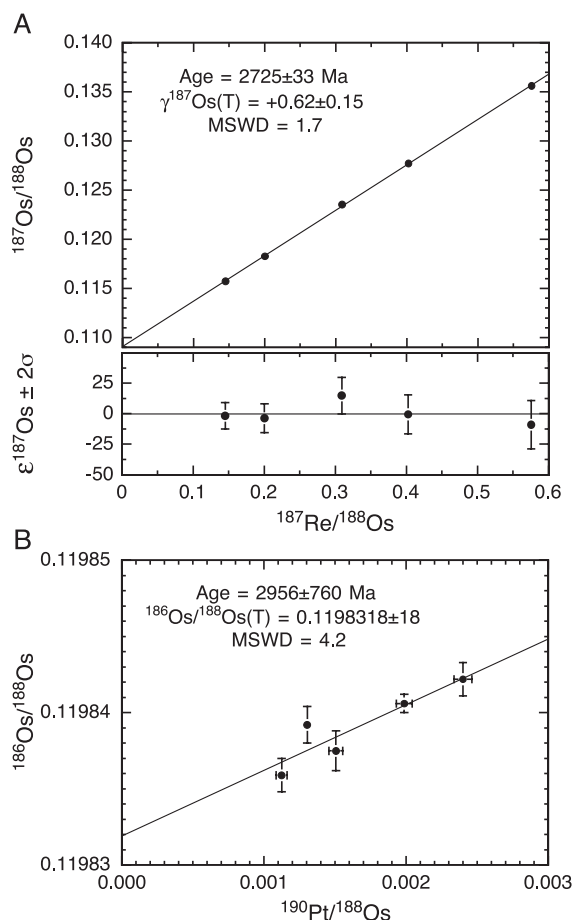 A
0.140
0.135
0.130
0.125
0.120
0.115
0.110
¹⁸⁷Os/¹⁸⁸Os
Age = 2725±33 Ma
γ¹⁸⁷Os(T) = +0.62±0.15
MSWD = 1.7
25
0
-25
-50
ε¹⁸⁷Os ± 2σ
0 0.1 0.2 0.3 0.4 0.5 0.6
¹⁸⁷Re/¹⁸⁸Os
B
0.11985
0.11984
0.11983
¹⁸⁶Os/¹⁸⁸Os
Age = 2956±760 Ma
¹⁸⁶Os/¹⁸⁸Os(T) = 0.1198318±18
MSWD = 4.2
0.000 0.001 0.002 0.003
¹⁹⁰Pt/¹⁸⁸Os